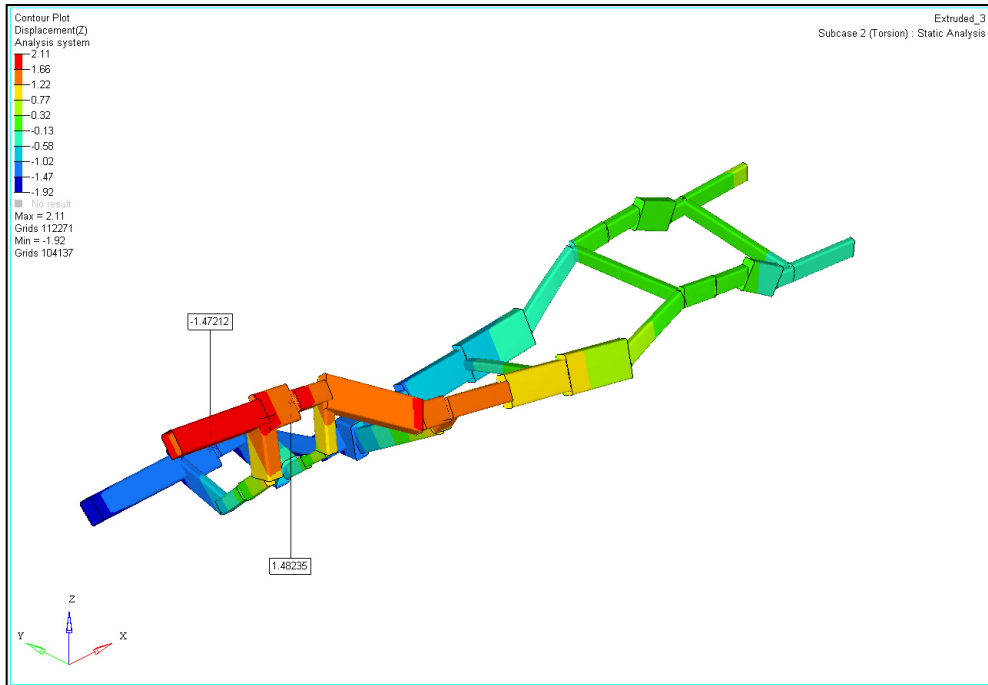 Contour Plot
Displacement(Z)
Analysis system
2.11
1.66
1.22
0.77
0.32
-0.13
-0.58
-1.02
-1.47
-1.92
No result
Max = 2.11
Grids 112271
Min = -1.92
Grids 104137
Extruded_3
Subcase 2 (Torsion) : Static Analysis
-1.47212
1.48235
Z
Y
X